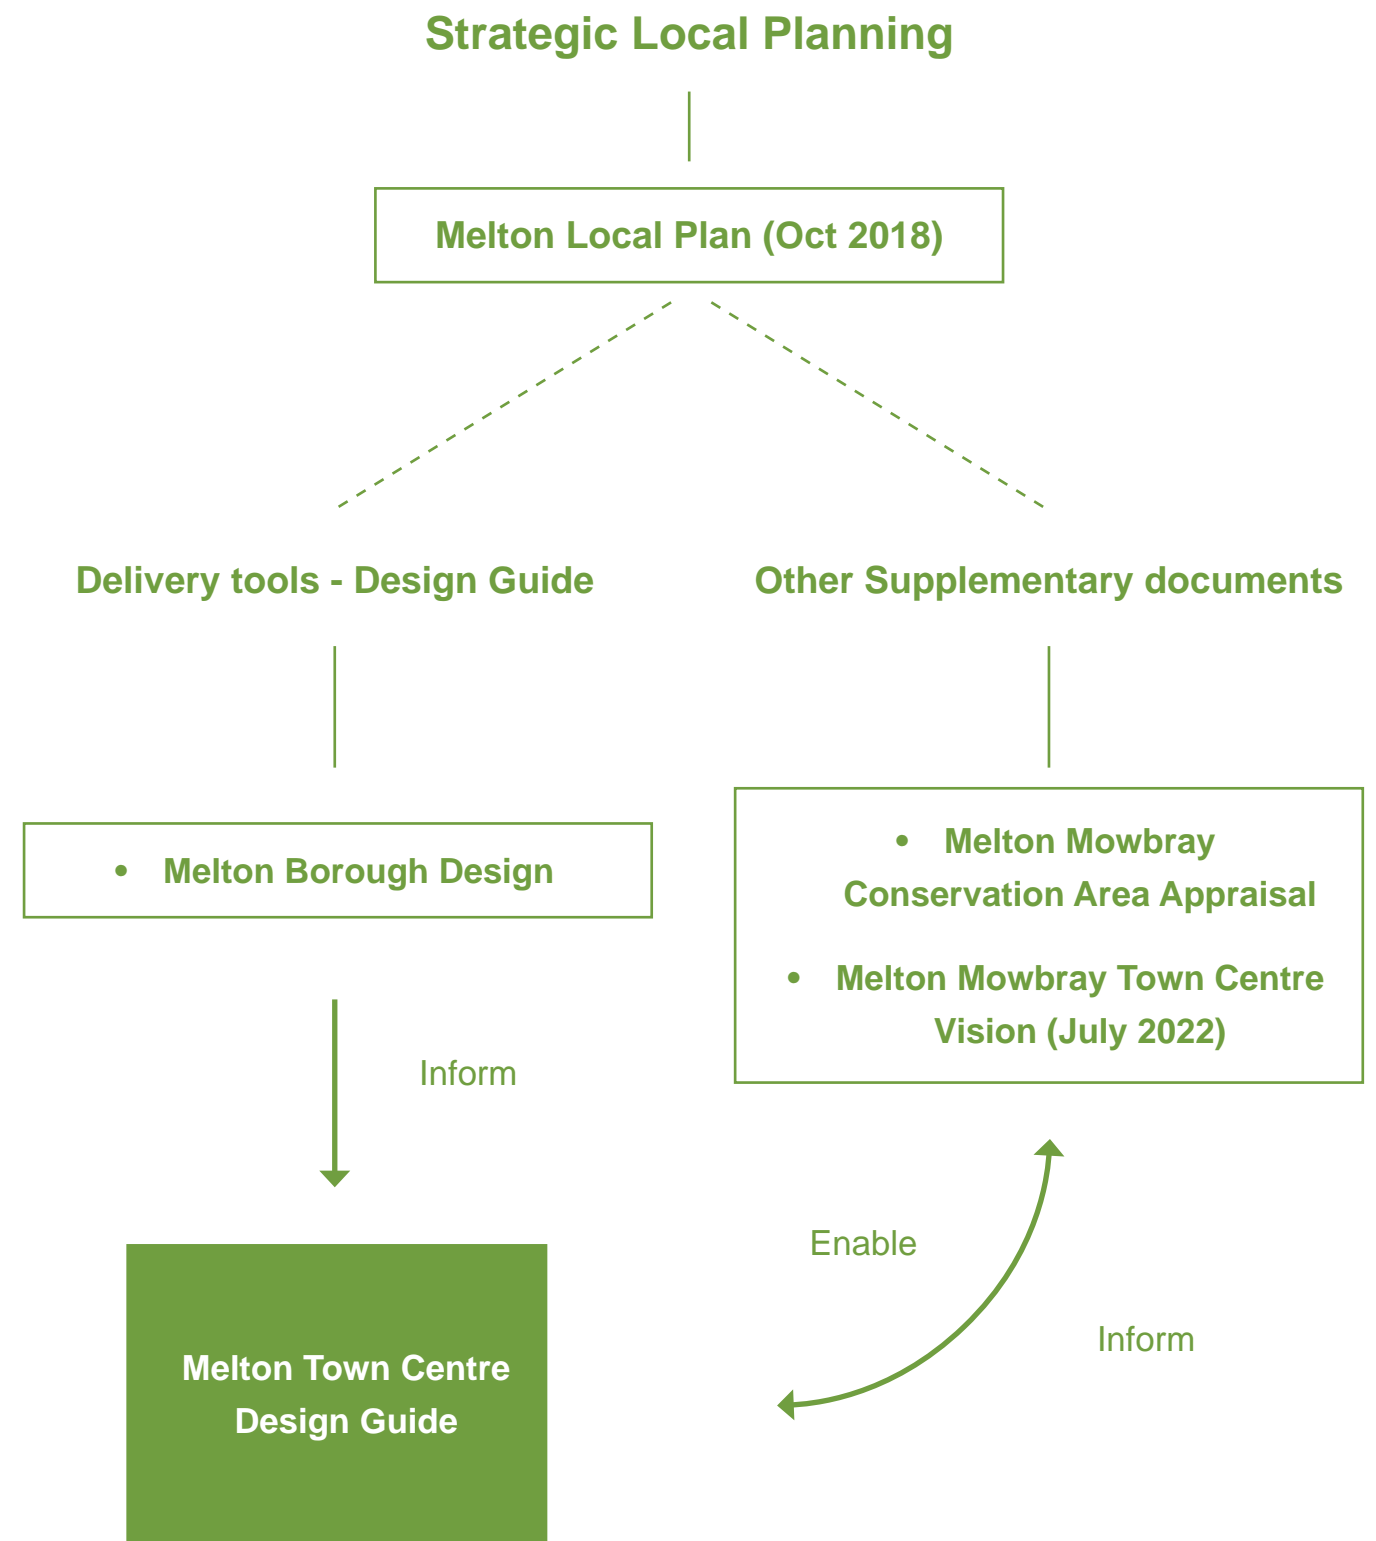 Strategic Local Planning
Melton Local Plan (Oct 2018)
Delivery tools - Design Guide
Other Supplementary documents
• Melton Borough Design
• Melton Mowbray
Conservation Area Appraisal
• Melton Mowbray Town Centre
Vision (July 2022)
Inform
Enable
Inform
Melton Town Centre
Design Guide